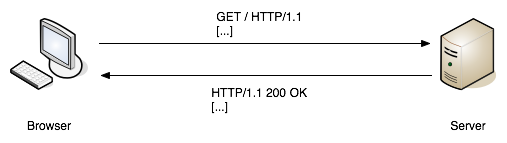 GET / HTTP/1.1
[...]
HTTP/1.1 200 OK
[...]
Browser
Server